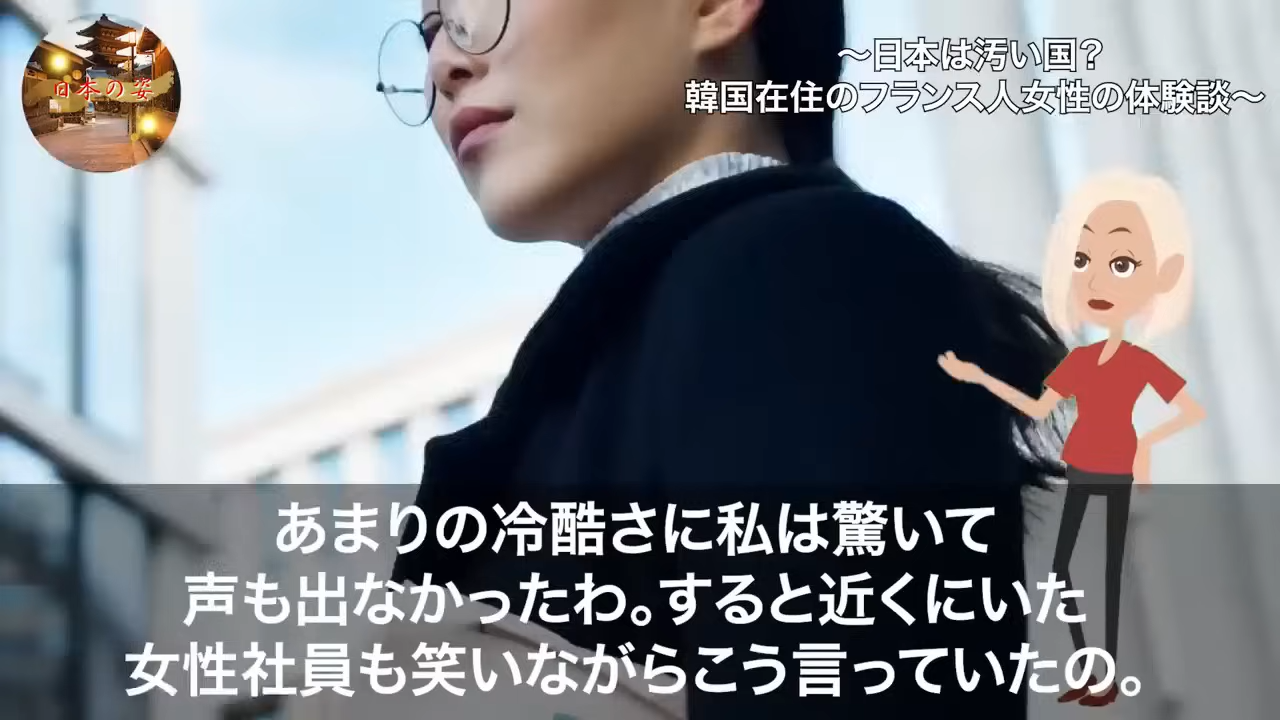 日本の姿
〜日本は汚い国？
韓国在住のフランス人女性の体験談〜
あまりの冷酷さに私は驚いて
声も出なかったわ。すると近くにいた
女性社員も笑いながらこう言っていたの。